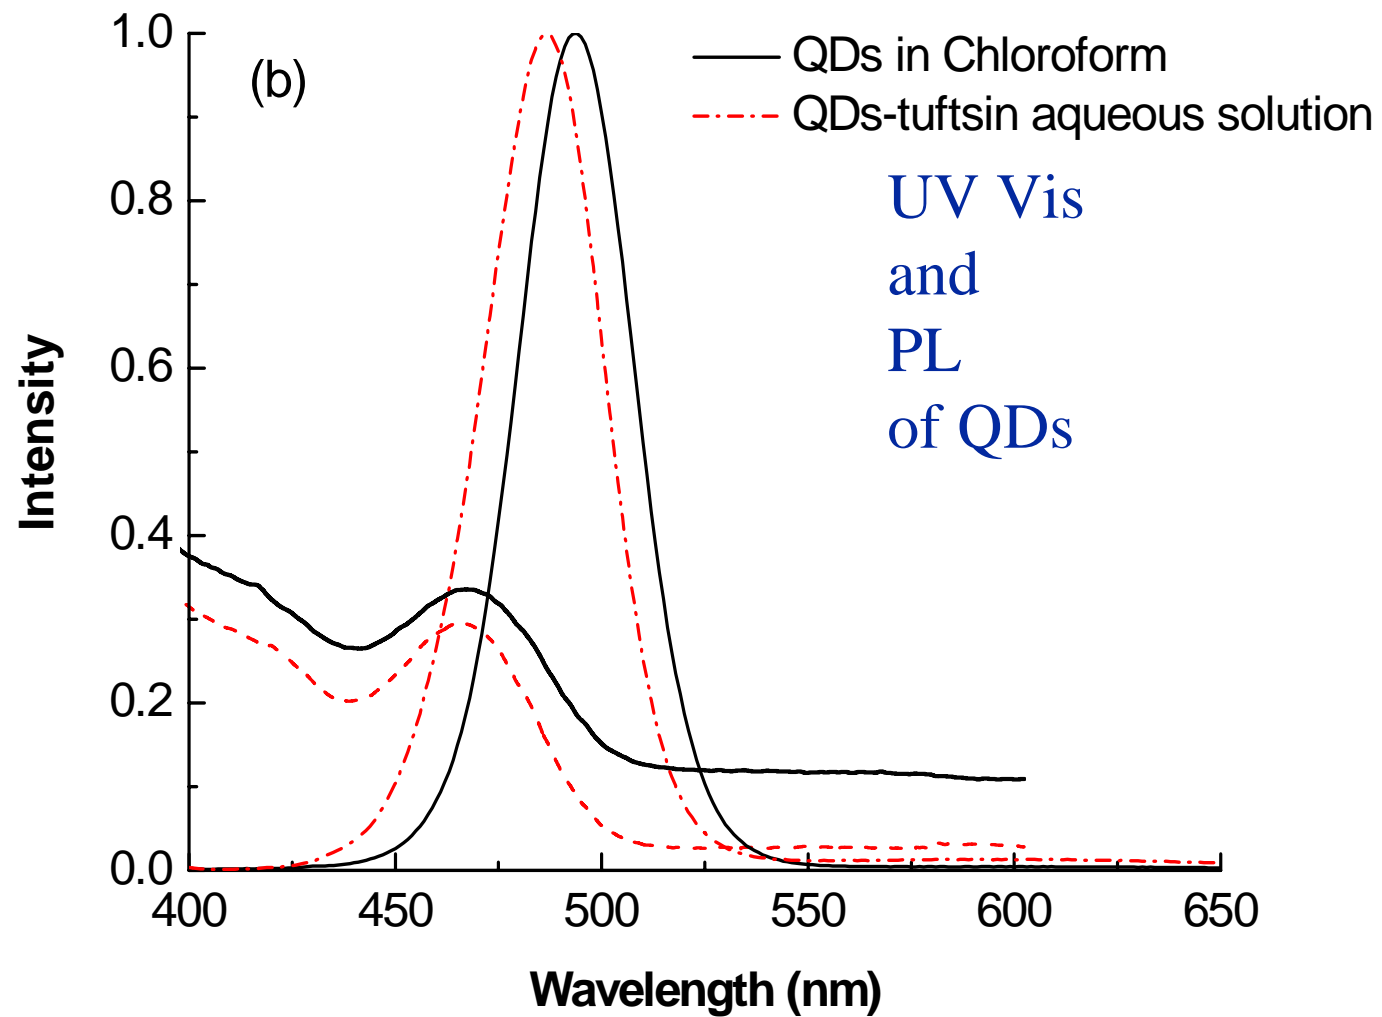 (b)
QDs in Chloroform
QDs-tuftsin aqueous solution
UV Vis
and
PL
of QDs
Intensity
1.0
0.8
0.6
0.4
0.2
0.0
400 450 500 550 600 650
Wavelength (nm)